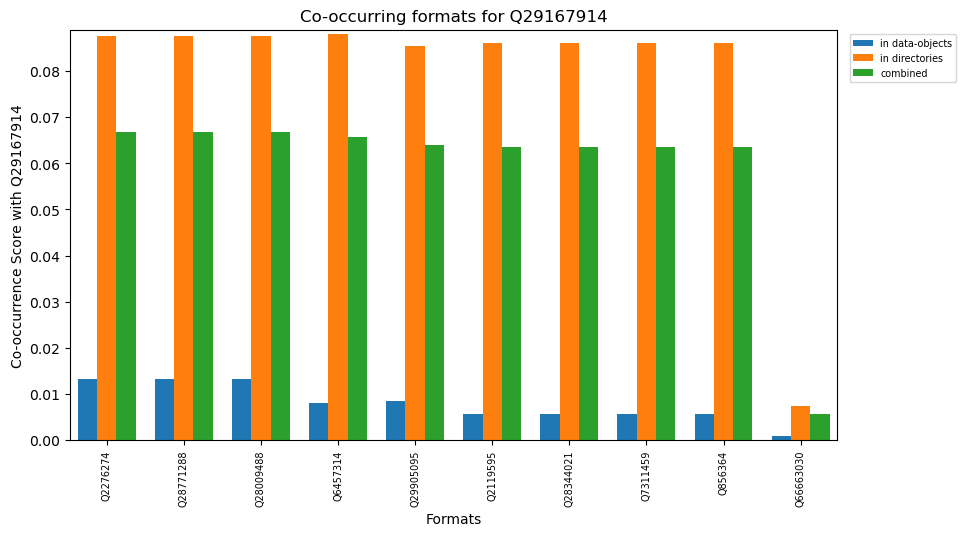 Co-occurring formats for Q29167914
in data-objects
in directories
combined
Co-occurrence Score with Q29167914
0.08
0.07
0.06
0.05
0.04
0.03
0.02
0.01
0.00
Q2276274
Q28771288
Q28009488
Q6457314
Q29905095
Q2119595
Q28344021
Q7311459
Q856364
Q66663030
Formats